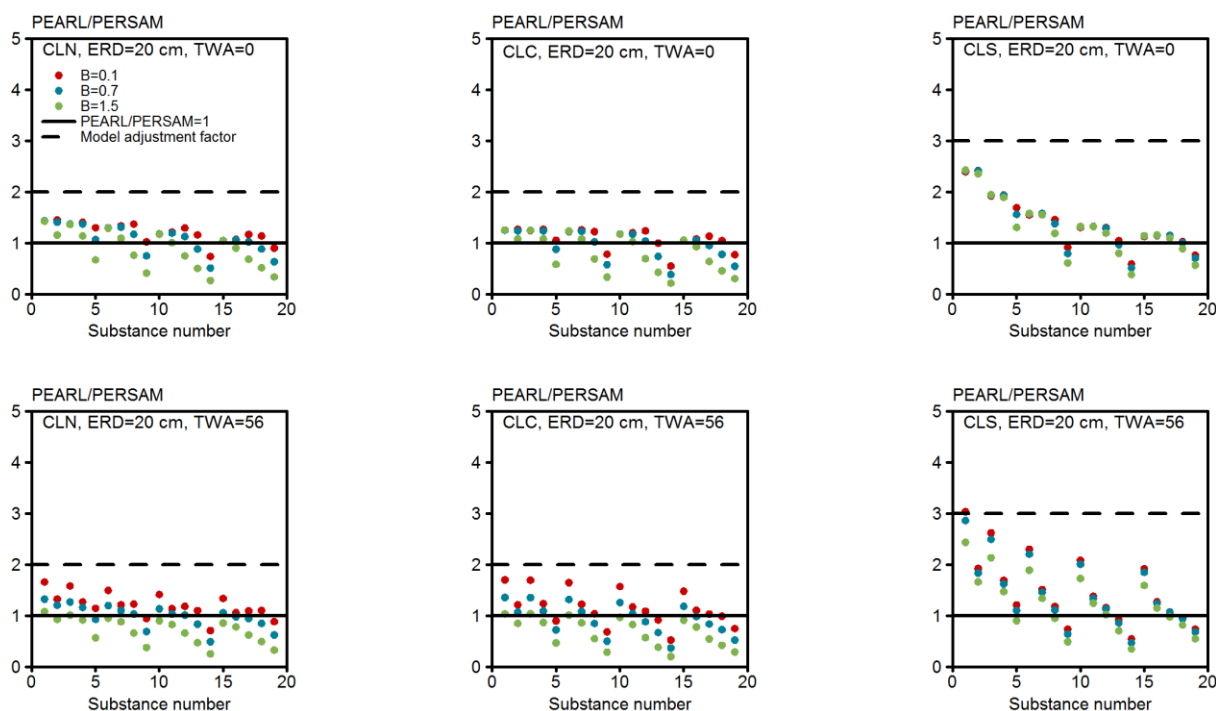 PEARL/PERSAM
CLN, ERD=20 cm, TWA=0
5
4
3
2
1
0
B=0.1
B=0.7
B=1.5
PEARL/PERSAM=1
Model adjustment factor
0 5 10 15 20
Substance number
PEARL/PERSAM
CLC, ERD=20 cm, TWA=0
5
4
3
2
1
0
0 5 10 15 20
Substance number
PEARL/PERSAM
CLS, ERD=20 cm, TWA=0
5
4
3
2
1
0
0 5 10 15 20
Substance number
PEARL/PERSAM
CLN, ERD=20 cm, TWA=56
5
4
3
2
1
0
0 5 10 15 20
Substance number
PEARL/PERSAM
CLC, ERD=20 cm, TWA=56
5
4
3
2
1
0
0 5 10 15 20
Substance number
PEARL/PERSAM
CLS, ERD=20 cm, TWA=56
5
4
3
2
1
0
0 5 10 15 20
Substance number